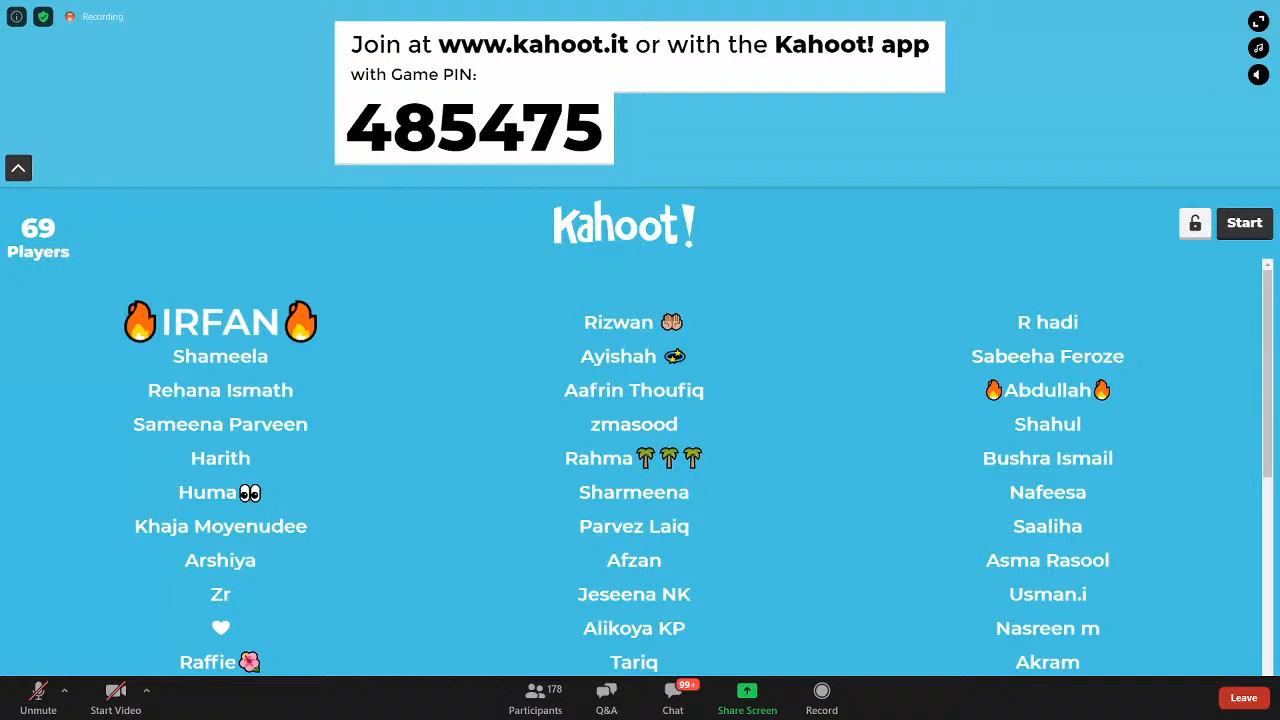 Recording
Join at www.kahoot.it or with the Kahoot! app
with Game PIN:
485475
69
Players
Kahoot!
Start
🔥IRFAN🔥 Rizwan 🤲🏼 R hadi
Shameela Ayishah 💫 Sabeeha Feroze
Rehana Ismath Aafrin Thoufiq 🔥Abdullah🔥
Sameena Parveen zmasood Shahul
Harith Rahma🌴🌴🌴 Bushra Ismail
Huma👀 Sharmeena Nafeesa
Khaja Moyenudee Parvez Laiq Saaliha
Arshiya Afzan Asma Rasool
Zr Jeseena NK Usman.i
🤍 Alikoya KP Nasreen m
Raffie🌺 Tariq Akram
178 99+
Unmute Start Video Participants Q&A Chat Share Screen Record Leave